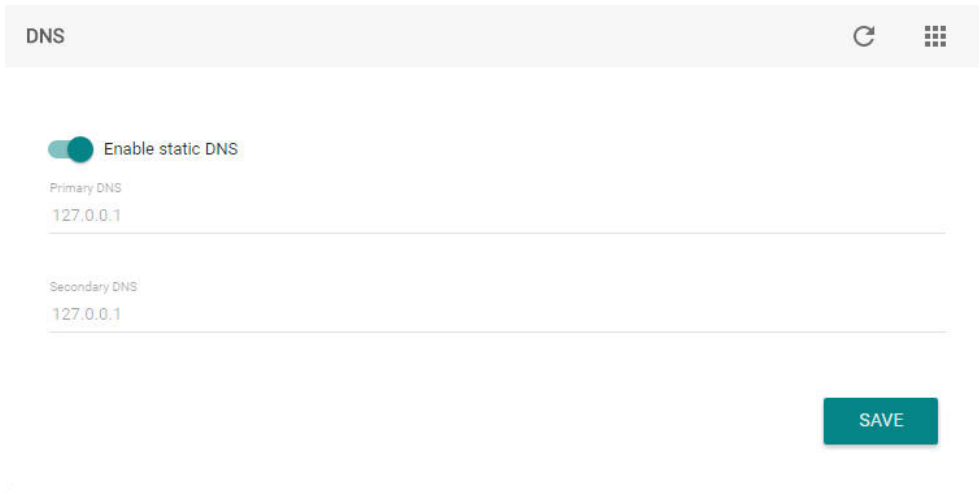 DNS
Enable static DNS
Primary DNS
127.0.0.1
Secondary DNS
127.0.0.1
SAVE